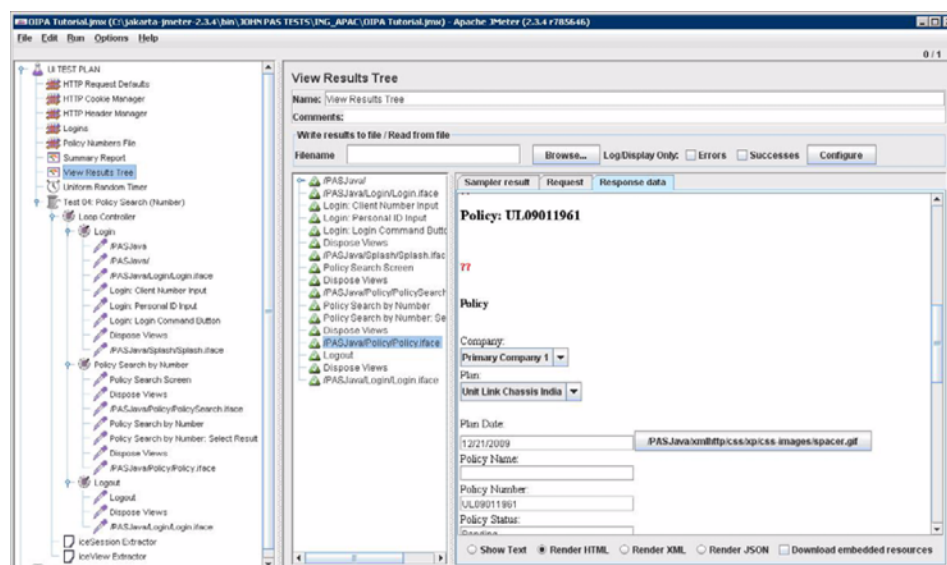 OIPA Tutorial.jmx (C:\jakarta-jmeter-2.3.4\bin\JOHN PAS TESTS\ING_APAC\OIPA Tutorial.jmx) - Apache JMeter (2.3.4 r785646)
File Edit Run Options Help
0 / 1
UI TEST PLAN
HTTP Request Defaults
HTTP Cookie Manager
HTTP Header Manager
Logins
Policy Numbers File
Summary Report
View Results Tree
Uniform Random Timer
Test 04: Policy Search (Number)
Loop Controller
Login
/PASJava
/PASJava/
/PASJava/Login/Login.iface
Login: Client Number Input
Login: Personal ID Input
Login: Login Command Button
Dispose Views
/PASJava/Splash/Splash.iface
Policy Search by Number
Policy Search Screen
Dispose Views
/PASJava/Policy/PolicySearch.iface
Policy Search by Number
Policy Search by Number: Select Result
Dispose Views
/PASJava/Policy/Policy.iface
Logout
Logout
Dispose Views
/PASJava/Login/Login.iface
iceSession Extractor
iceView Extractor
View Results Tree
Name: View Results Tree
Comments:
Write results to file / Read from file
Filename Browse... Log/Display Only: Errors Successes Configure
/PASJava/
/PASJava/Login/Login.iface
Login: Client Number Input
Login: Personal ID Input
Login: Login Command Butto
Dispose Views
/PASJava/Splash/Splash.ifac
Policy Search Screen
Dispose Views
/PASJava/Policy/PolicySearch
Policy Search by Number
Policy Search by Number: Se
Dispose Views
/PASJava/Policy/Policy.iface
Logout
Dispose Views
/PASJava/Login/Login.iface
Sampler result Request Response data
Policy: UL09011961
??
Policy
Company:
Primary Company 1
Plan:
Unit Link Chassis India
Plan Date:
12/21/2009 /PASJava/xmlhttp/css/xp/css-images/spacer.gif
Policy Name:
Policy Number:
UL09011961
Policy Status:
Pending
Show Text Render HTML Render XML Render JSON Download embedded resources